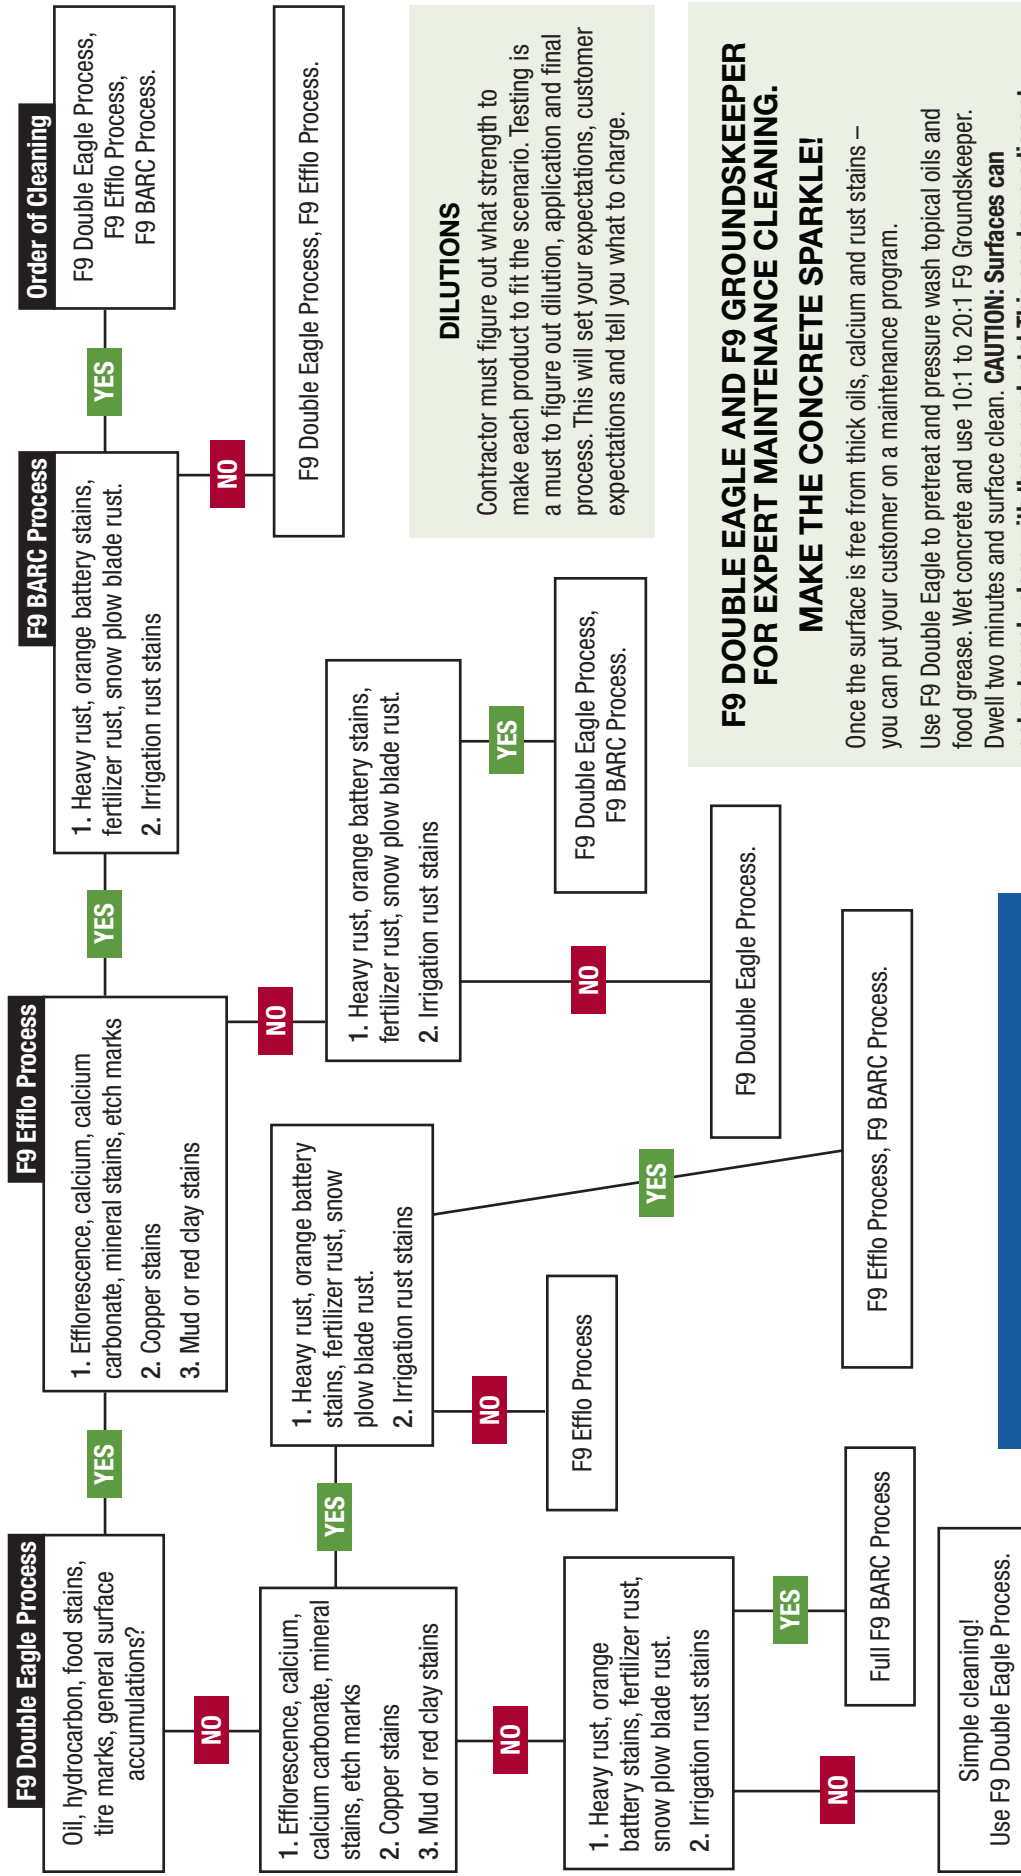 F9 Double Eagle Process
Oil, hydrocarbon, food stains,
tire marks, general surface
accumulations?
YES
F9 Efflo Process
1. Efflorescence, calcium, calcium
carbonate, mineral stains, etch marks
2. Copper stains
3. Mud or red clay stains
YES
F9 BARC Process
1. Heavy rust, orange battery stains,
fertilizer rust, snow plow blade rust.
2. Irrigation rust stains
YES
Order of Cleaning
F9 Double Eagle Process,
F9 Efflo Process,
F9 BARC Process.
NO
F9 Double Eagle Process, F9 Efflo Process.
NO
1. Heavy rust, orange battery stains,
fertilizer rust, snow plow blade rust.
2. Irrigation rust stains
YES
F9 Double Eagle Process,
F9 BARC Process.
NO
F9 Double Eagle Process.
NO
1. Efflorescence, calcium,
calcium carbonate, mineral
stains, etch marks
2. Copper stains
3. Mud or red clay stains
YES
1. Heavy rust, orange battery
stains, fertilizer rust, snow
plow blade rust.
2. Irrigation rust stains
NO
F9 Efflo Process
YES
F9 Efflo Process, F9 BARC Process.
NO
1. Heavy rust, orange
battery stains, fertilizer rust,
snow plow blade rust.
2. Irrigation rust stains
YES
Full F9 BARC Process
NO
Simple cleaning!
Use F9 Double Eagle Process.
DILUTIONS
Contractor must figure out what strength to
make each product to fit the scenario. Testing is
a must to figure out dilution, application and final
process. This will set your expectations, customer
expectations and tell you what to charge.
F9 DOUBLE EAGLE AND F9 GROUNDSKEEPER
FOR EXPERT MAINTENANCE CLEANING.
MAKE THE CONCRETE SPARKLE!
Once the surface is free from thick oils, calcium and rust stains –
you can put your customer on a maintenance program.
Use F9 Double Eagle to pretreat and pressure wash topical oils and
food grease. Wet concrete and use 10:1 to 20:1 F9 Groundskeeper.
Dwell two minutes and surface clean. CAUTION: Surfaces can